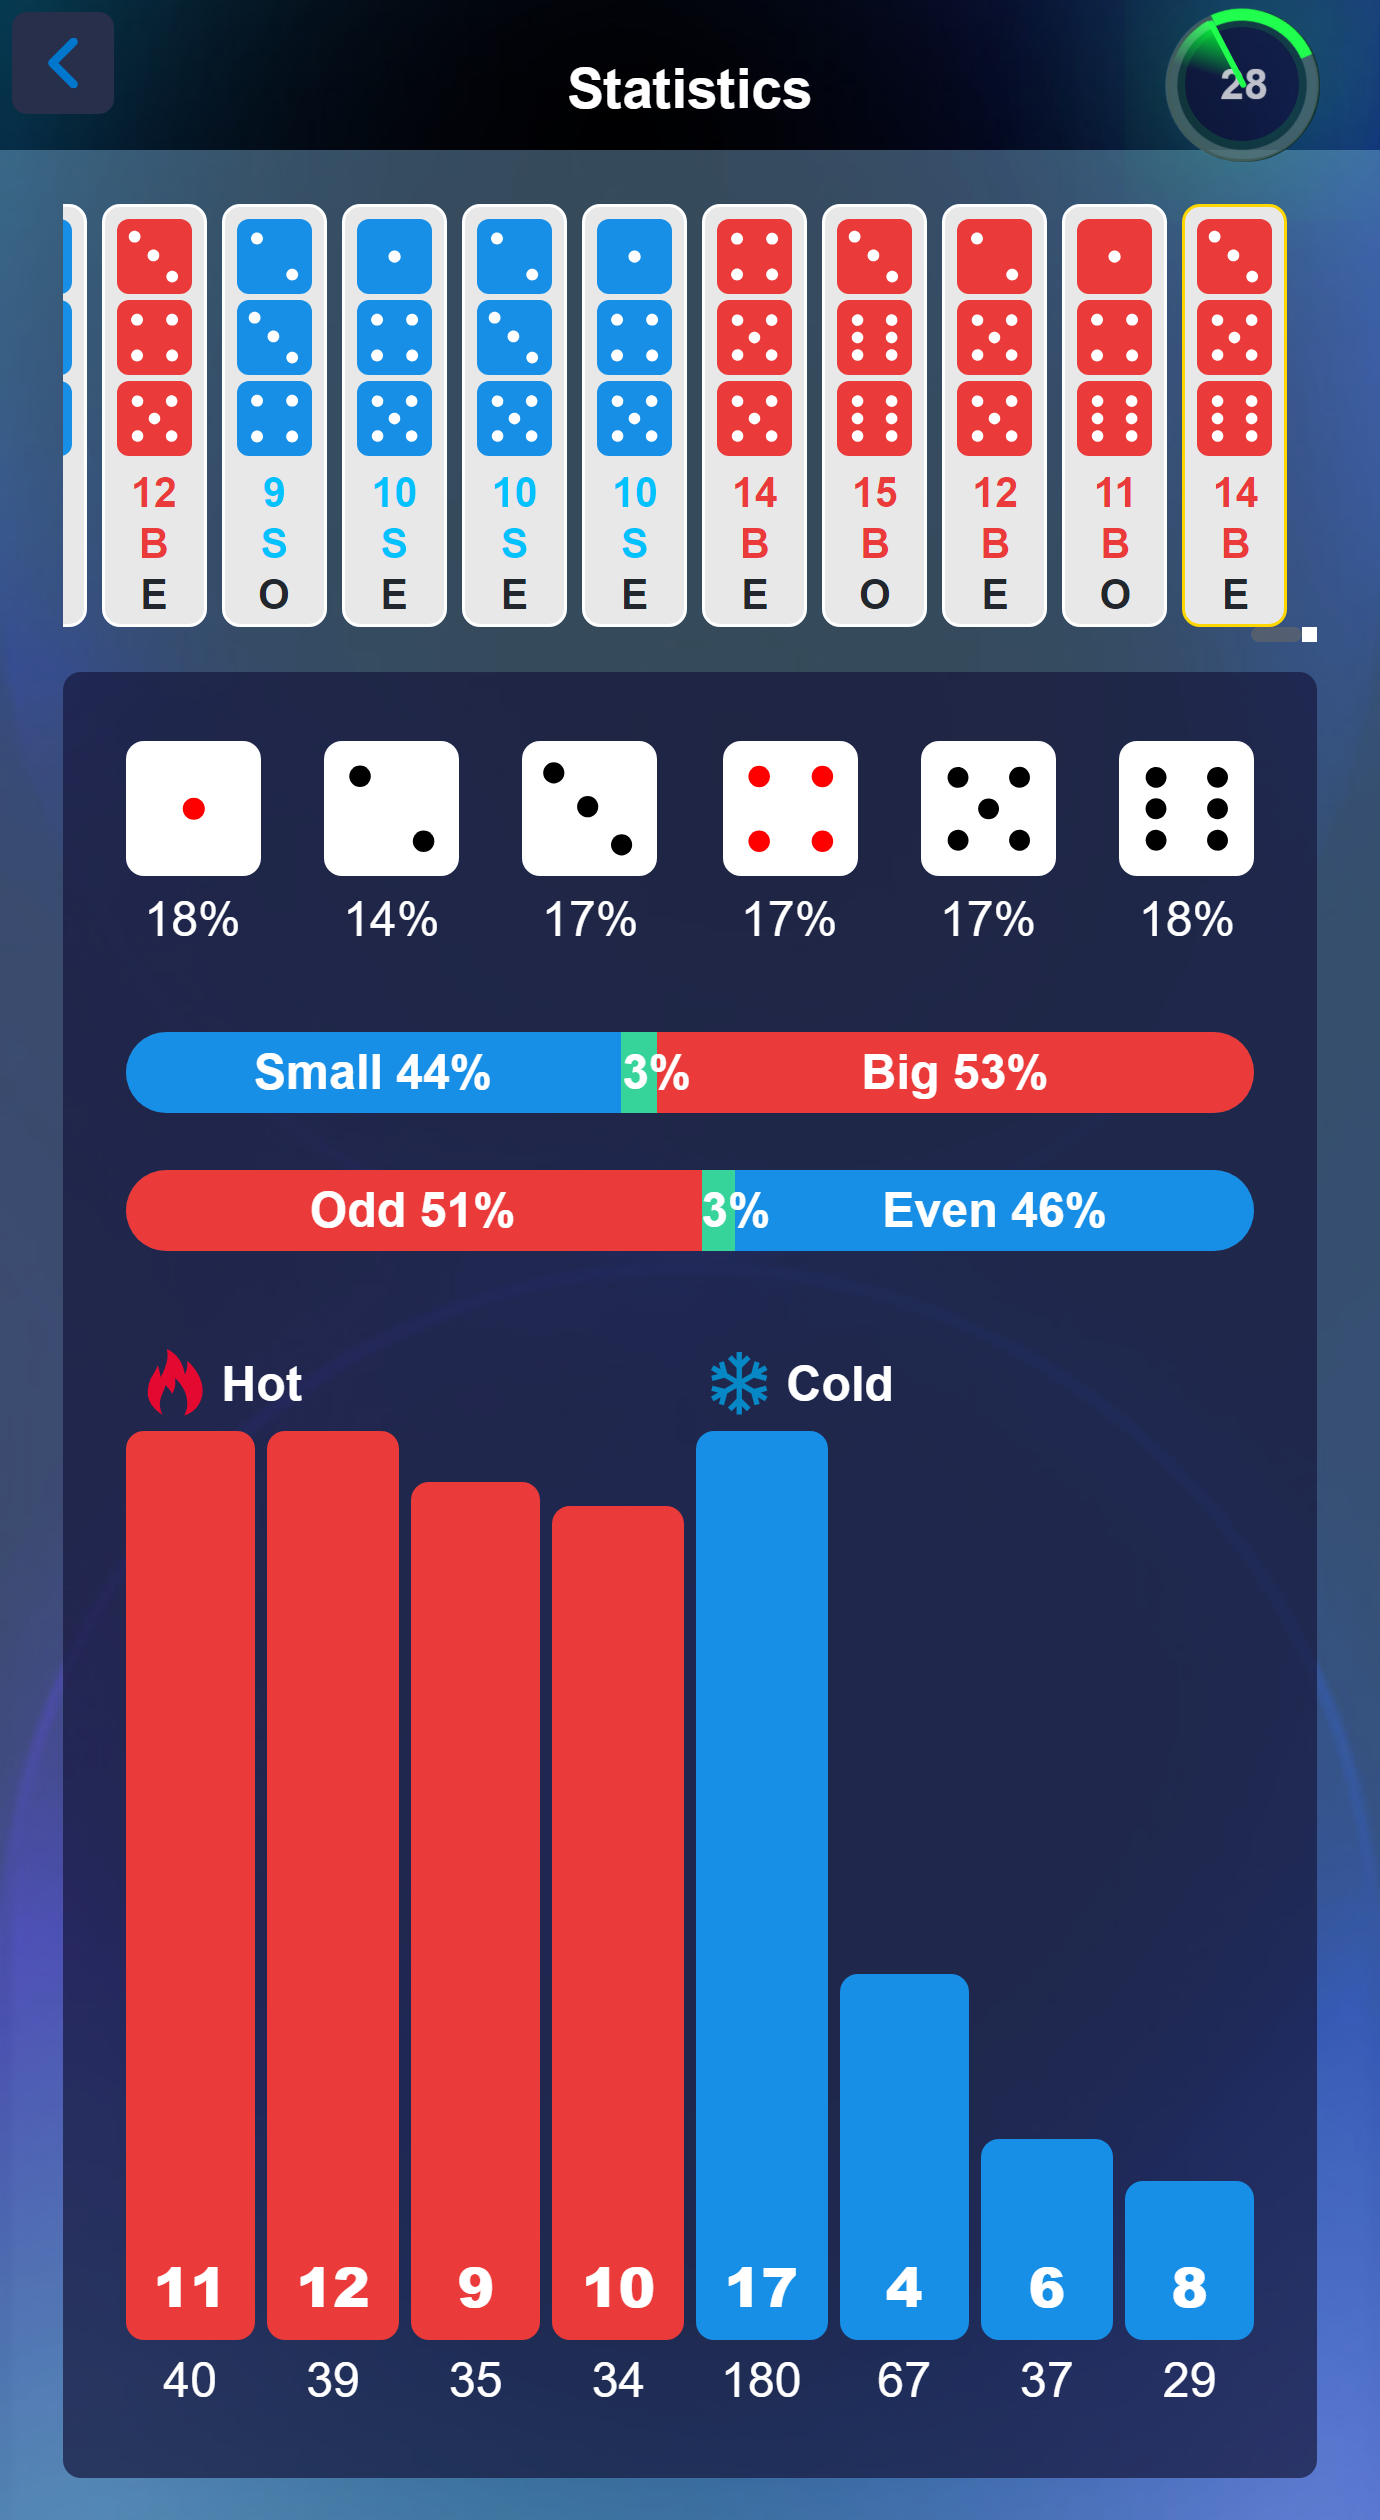 Statistics
28
12 9 10 10 10 14 15 12 11 14
B S S S S B B B B B
E O E E E E O E O E
18% 14% 17% 17% 17% 18%
Small 44% 3% Big 53%
Odd 51% 3% Even 46%
Hot Cold
11 12 9 10 17 4 6 8
40 39 35 34 180 67 37 29